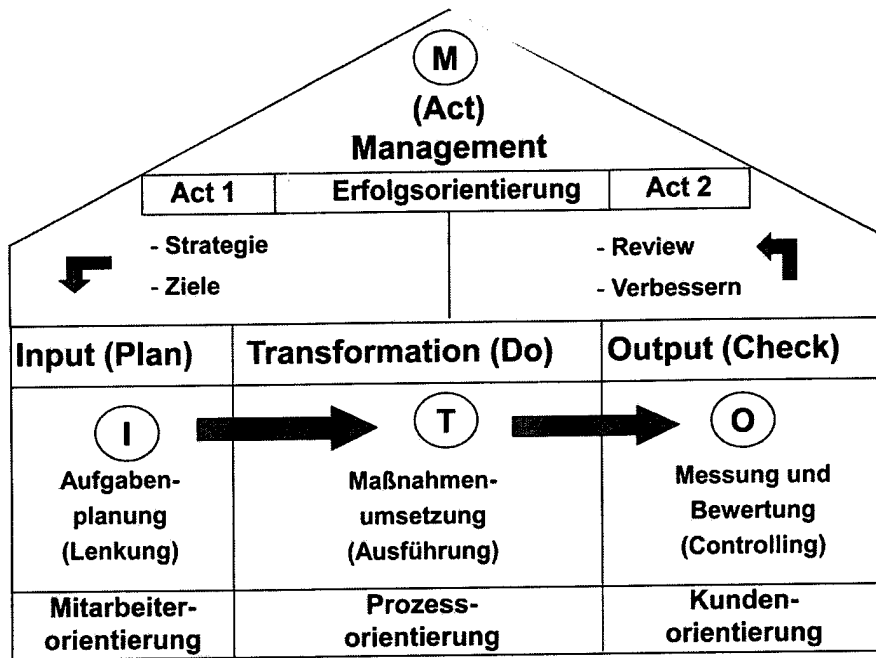 M
(Act)
Management
Act 1 Erfolgsorientierung Act 2
- Strategie
- Ziele
- Review
- Verbessern
Input (Plan) Transformation (Do) Output (Check)
I T O
Aufgaben-
planung
(Lenkung)
Maßnahmen-
umsetzung
(Ausführung)
Messung und
Bewertung
(Controlling)
Mitarbeiter-
orientierung
Prozess-
orientierung
Kunden-
orientierung